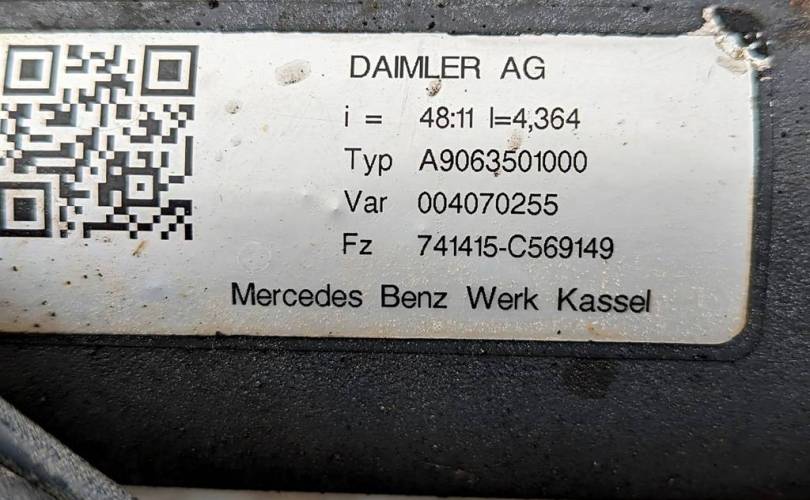 DAIMLER AG
i = 48:11 I=4,364
Typ A9063501000
Var 004070255
Fz 741415-C569149
Mercedes Benz Werk Kassel